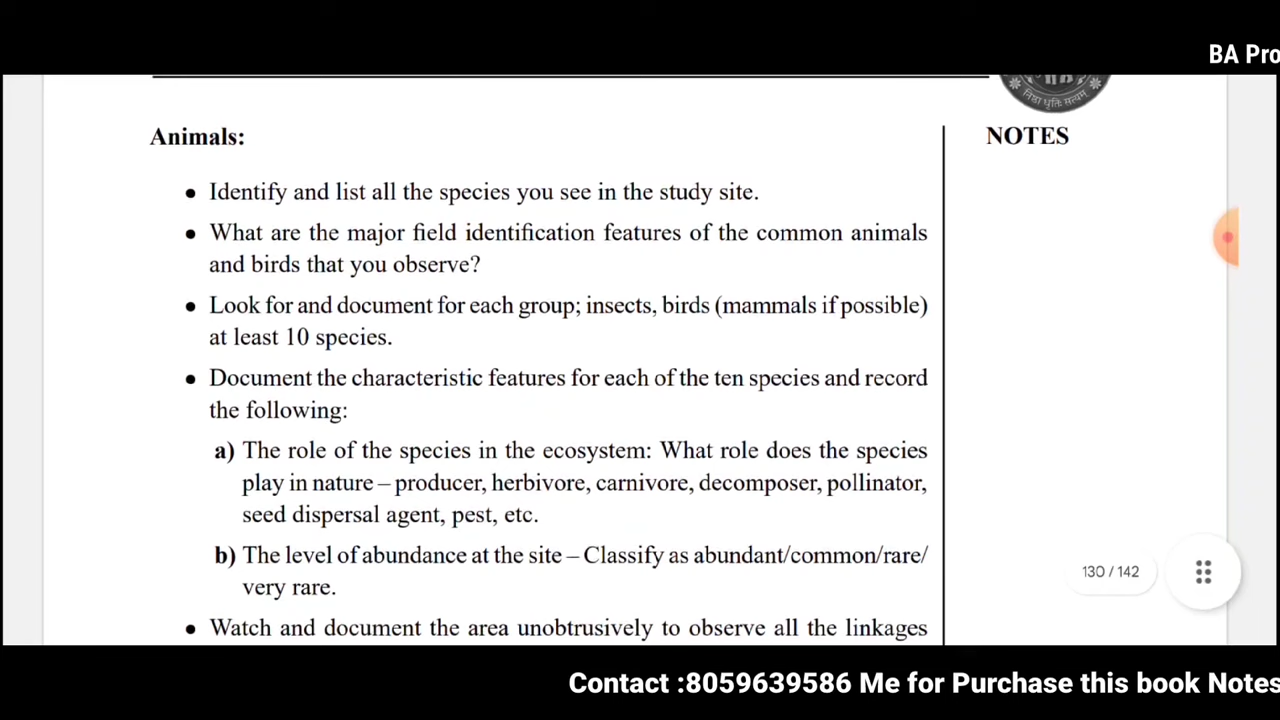 BA Pro
निष्ठा धृतिः सत्यम्
Animals:
NOTES
• Identify and list all the species you see in the study site.
• What are the major field identification features of the common animals
and birds that you observe?
• Look for and document for each group; insects, birds (mammals if possible)
at least 10 species.
• Document the characteristic features for each of the ten species and record
the following:
a) The role of the species in the ecosystem: What role does the species
play in nature – producer, herbivore, carnivore, decomposer, pollinator,
seed dispersal agent, pest, etc.
b) The level of abundance at the site – Classify as abundant/common/rare/
very rare.
130 / 142
• Watch and document the area unobtrusively to observe all the linkages
Contact :8059639586 Me for Purchase this book Notes